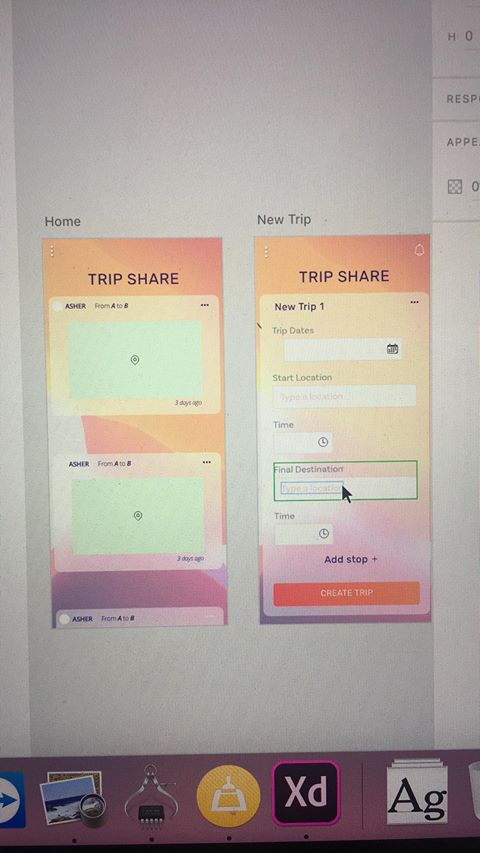 H 0
RESP
APPE
0
Home
New Trip
TRIP SHARE
ASHER From A to B
3 days ago
ASHER From A to B
3 days ago
ASHER From A to B
TRIP SHARE
New Trip 1
Trip Dates
Start Location
Type a location
Time
Final Destination
Type a location
Time
Add stop +
CREATE TRIP
Xd
Ag